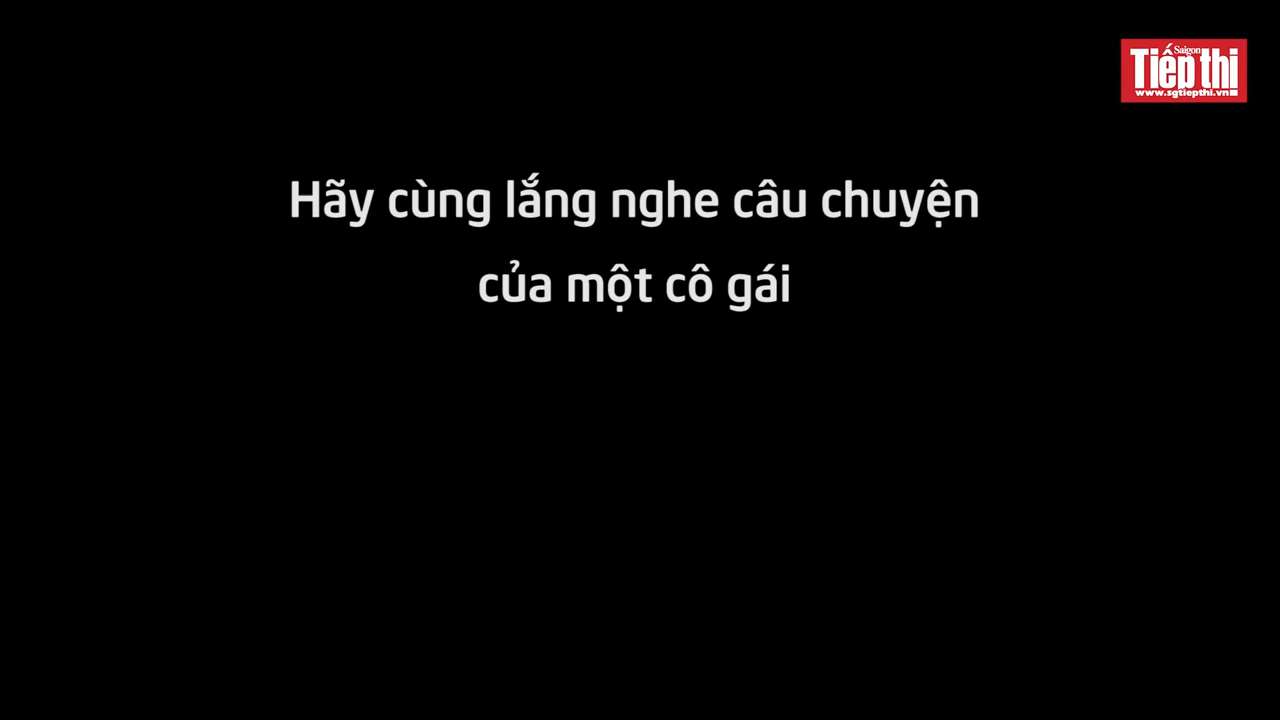 Saigon
Tiếp thị
www.sgtiepthi.vn
Hãy cùng lắng nghe câu chuyện
của một cô gái